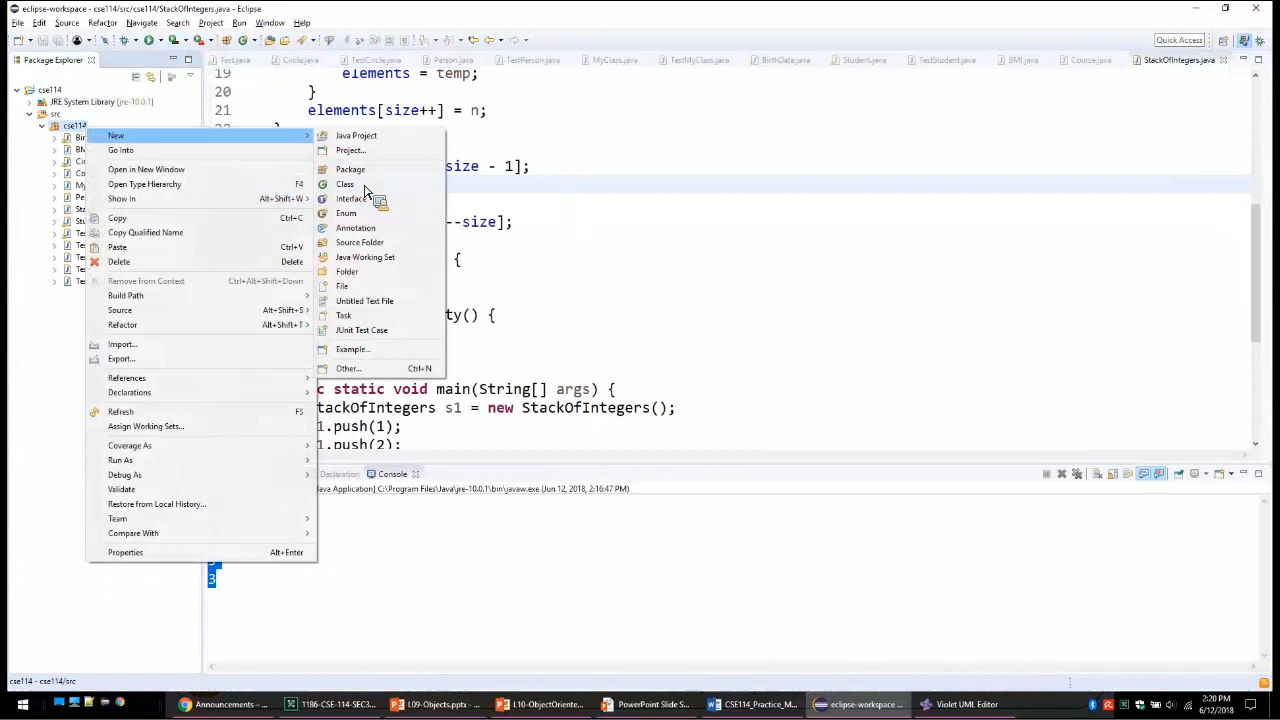 eclipse-workspace - cse114/src/cse114/StackOfIntegers.java - Eclipse
File Edit Source Refactor Navigate Search Project Run Window Help
Quick Access
Package Explorer
Test.java Circle.java TestCircle.java Person.java TestPerson.java MyClass.java TestMyClass.java BirthDate.java Student.java TestStudent.java BMI.java Course.java StackOfIntegers.java
cse114
JRE System Library [jre-10.0.1]
src
cse114
19 elements = temp;
20 }
21 elements[size++] = n;
size - 1];
--size];
{
ty() {
c static void main(String[] args) {
tackOfIntegers s1 = new StackOfIntegers();
1.push(1);
1.push(2);
New
Go Into
Open in New Window
Open Type Hierarchy F4
Show In Alt+Shift+W
Copy Ctrl+C
Copy Qualified Name
Paste Ctrl+V
Delete Delete
Remove from Context Ctrl+Alt+Shift+Down
Build Path
Source Alt+Shift+S
Refactor Alt+Shift+T
Import...
Export...
References
Declarations
Refresh F5
Assign Working Sets...
Coverage As
Run As
Debug As
Validate
Restore from Local History...
Team
Compare With
Properties Alt+Enter
Java Project
Project...
Package
Class
Interface
Enum
Annotation
Source Folder
Java Working Set
Folder
File
Untitled Text File
Task
JUnit Test Case
Example...
Other... Ctrl+N
Declaration Console
ava Application] C:\Program Files\Java\jre-10.0.1\bin\javaw.exe (Jun 12, 2018, 2:16:47 PM)
3
cse114 - cse114/src
Announcements – ... 1186-CSE-114-SEC3... L09-Objects.pptx - ... L10-ObjectOriente... PowerPoint Slide S... CSE114_Practice_M... eclipse-workspace ... Violet UML Editor
2:20 PM
6/12/2018